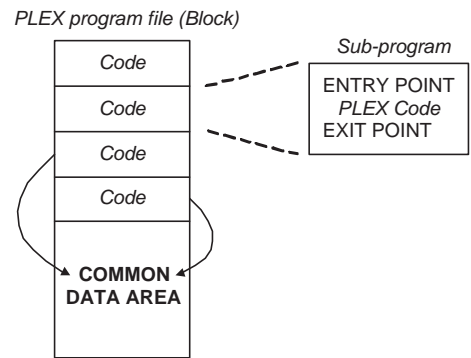 PLEX program file (Block)
Code
Code
Code
Code
COMMON
DATA AREA
Sub-program
ENTRY POINT
PLEX Code
EXIT POINT